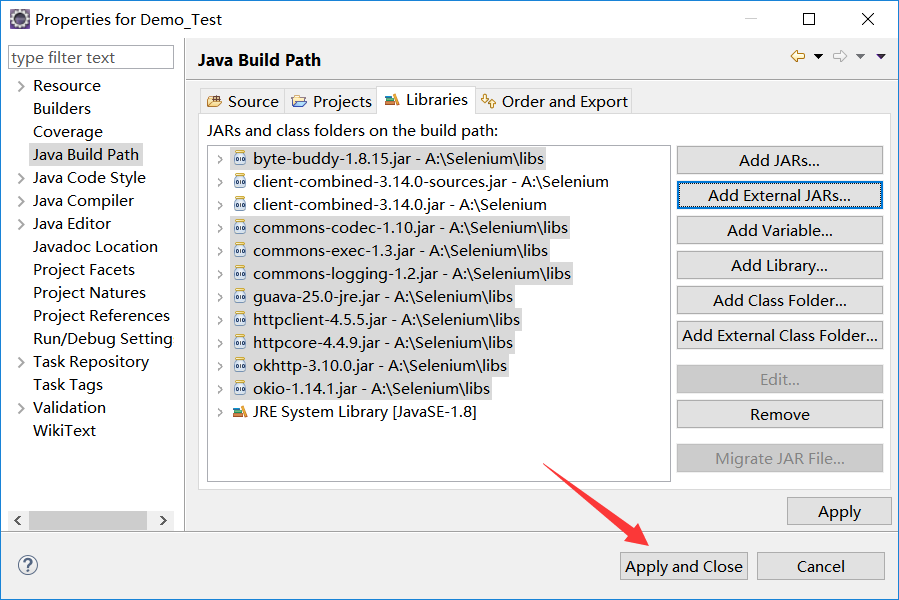 Properties for Demo_Test
type filter text
Resource
Builders
Coverage
Java Build Path
Java Code Style
Java Compiler
Java Editor
Javadoc Location
Project Facets
Project Natures
Project References
Run/Debug Setting
Task Repository
Task Tags
Validation
WikiText
Java Build Path
Source Projects Libraries Order and Export
JARs and class folders on the build path:
byte-buddy-1.8.15.jar - A:\Selenium\libs
client-combined-3.14.0-sources.jar - A:\Selenium
client-combined-3.14.0.jar - A:\Selenium
commons-codec-1.10.jar - A:\Selenium\libs
commons-exec-1.3.jar - A:\Selenium\libs
commons-logging-1.2.jar - A:\Selenium\libs
guava-25.0-jre.jar - A:\Selenium\libs
httpclient-4.5.5.jar - A:\Selenium\libs
httpcore-4.4.9.jar - A:\Selenium\libs
okhttp-3.10.0.jar - A:\Selenium\libs
okio-1.14.1.jar - A:\Selenium\libs
JRE System Library [JavaSE-1.8]
Add JARs...
Add External JARs...
Add Variable...
Add Library...
Add Class Folder...
Add External Class Folder...
Edit...
Remove
Migrate JAR File...
Apply
Apply and Close Cancel